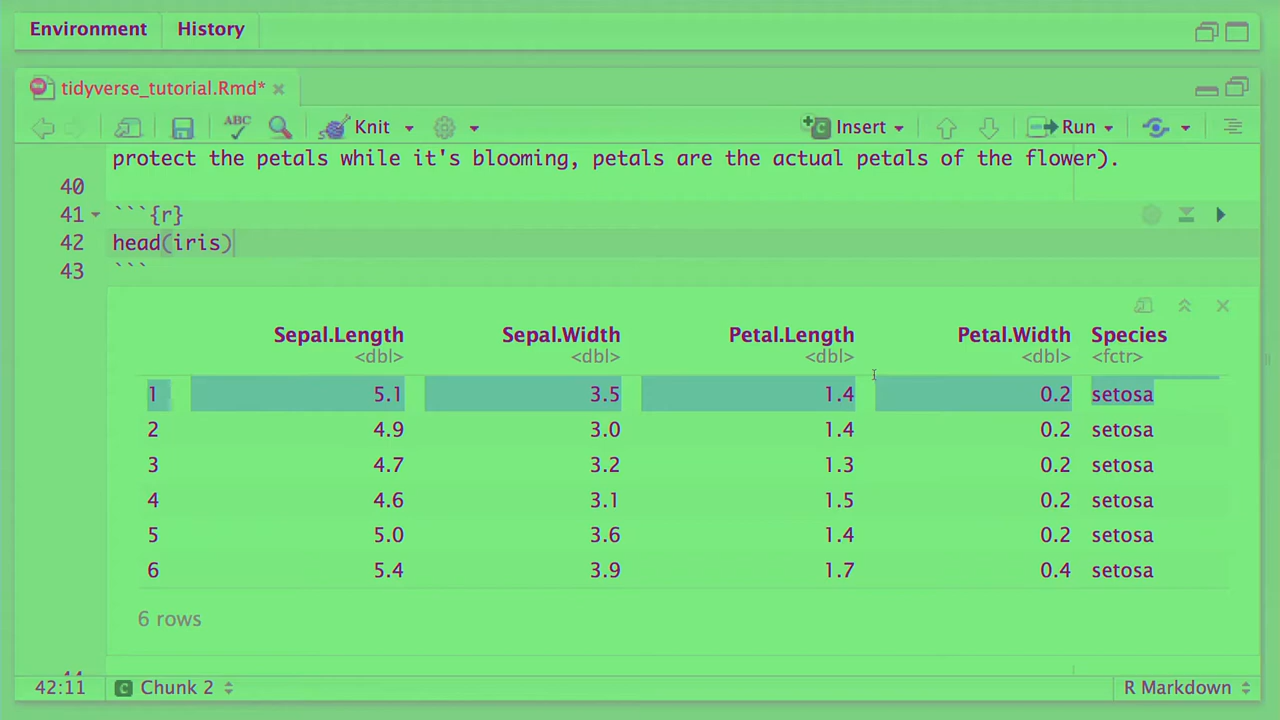 Environment History
tidyverse_tutorial.Rmd*
ABC Knit Insert Run
protect the petals while it's blooming, petals are the actual petals of the flower).
40
41 ```{r}
42 head(iris)
43 ```
Sepal.Length Sepal.Width Petal.Length Petal.Width Species
<dbl> <dbl> <dbl> <dbl> <fctr>
1 5.1 3.5 1.4 0.2 setosa
2 4.9 3.0 1.4 0.2 setosa
3 4.7 3.2 1.3 0.2 setosa
4 4.6 3.1 1.5 0.2 setosa
5 5.0 3.6 1.4 0.2 setosa
6 5.4 3.9 1.7 0.4 setosa
6 rows
42:11 C Chunk 2 R Markdown